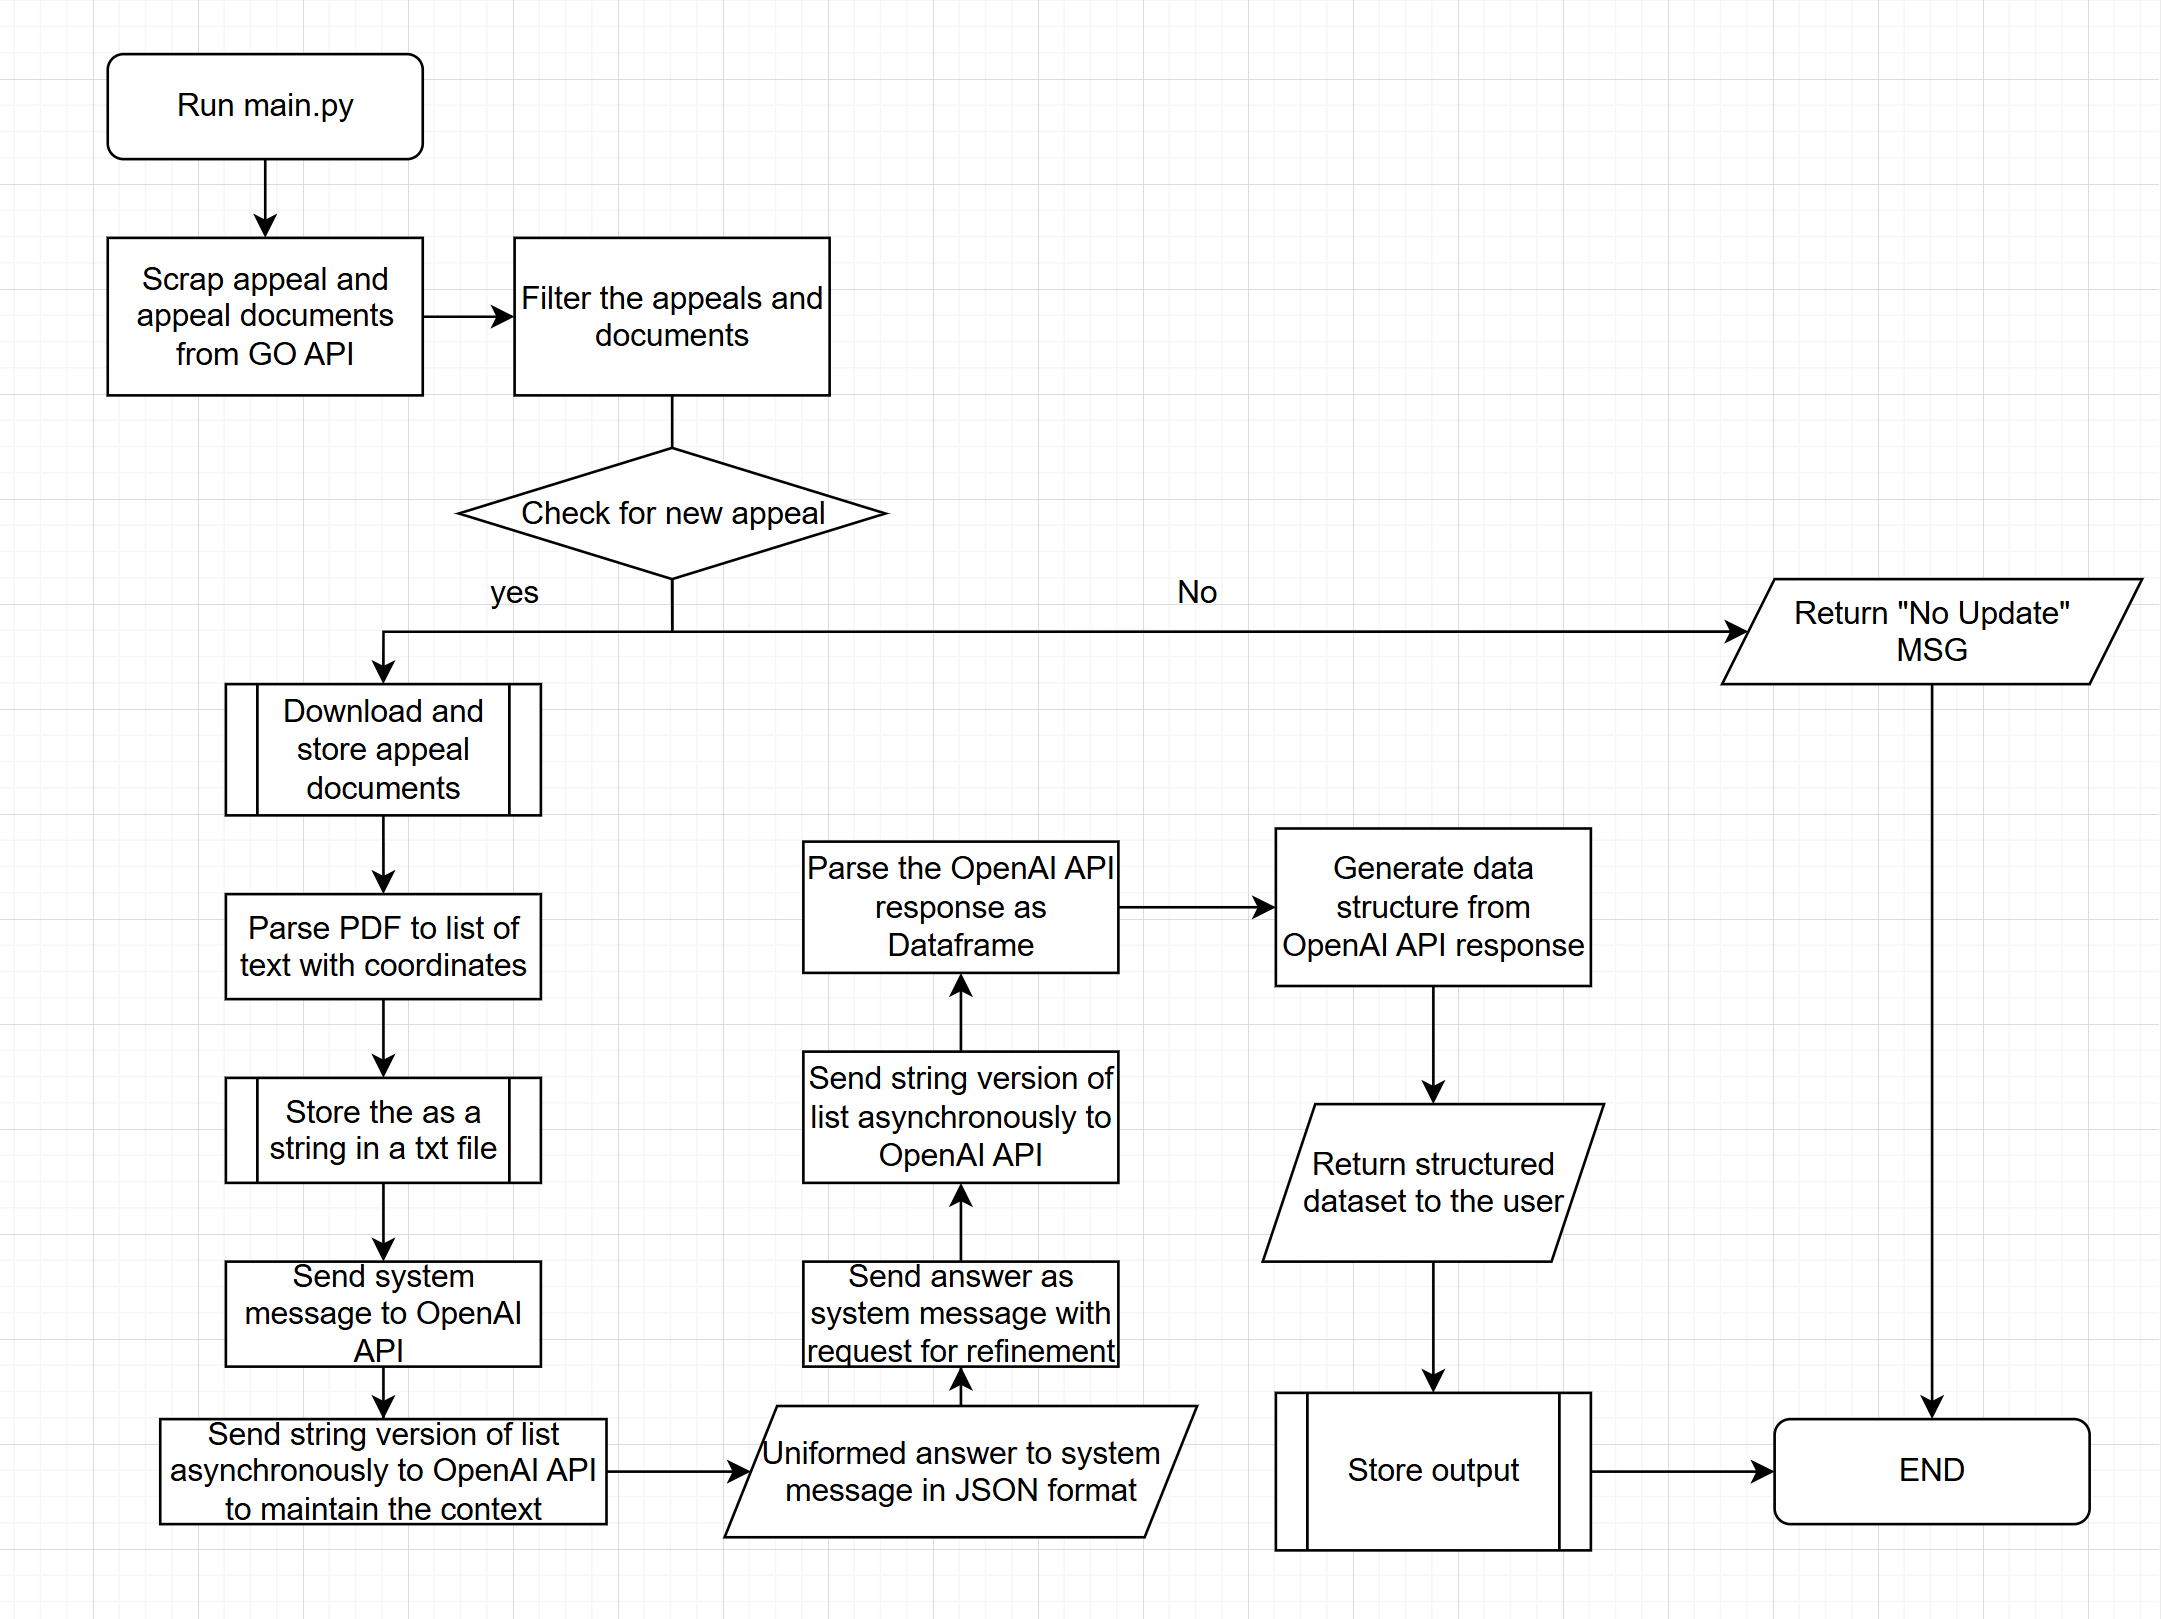 Run main.py
Scrap appeal and
appeal documents
from GO API
Filter the appeals and
documents
Check for new appeal
yes
No
Return "No Update"
MSG
Download and
store appeal
documents
Parse PDF to list of
text with coordinates
Store the as a
string in a txt file
Send system
message to OpenAI
API
Send string version of list
asynchronously to OpenAI API
to maintain the context
Uniformed answer to system
message in JSON format
Send answer as
system message with
request for refinement
Send string version of
list asynchronously to
OpenAI API
Parse the OpenAI API
response as
Dataframe
Generate data
structure from
OpenAI API response
Return structured
dataset to the user
Store output
END